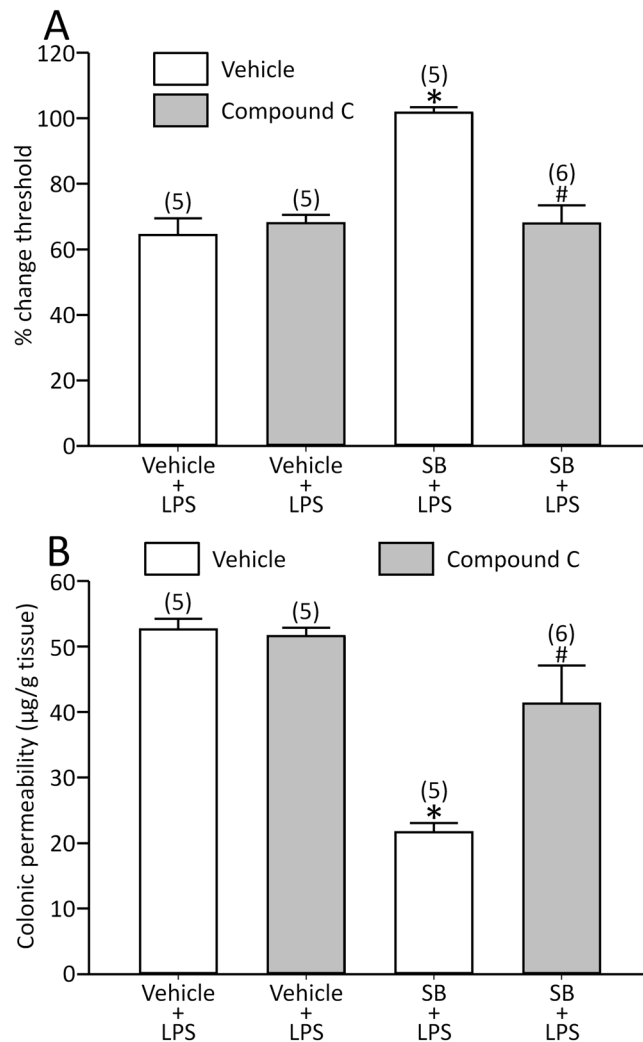 A
Vehicle
Compound C
% change threshold
120
100
80
60
40
20
0
(5)
(5)
(5)
*
(6)
#
Vehicle
+
LPS
Vehicle
+
LPS
SB
+
LPS
SB
+
LPS
B
Vehicle
Compound C
Colonic permeability (µg/g tissue)
60
50
40
30
20
10
0
(5)
(5)
(5)
*
(6)
#
Vehicle
+
LPS
Vehicle
+
LPS
SB
+
LPS
SB
+
LPS